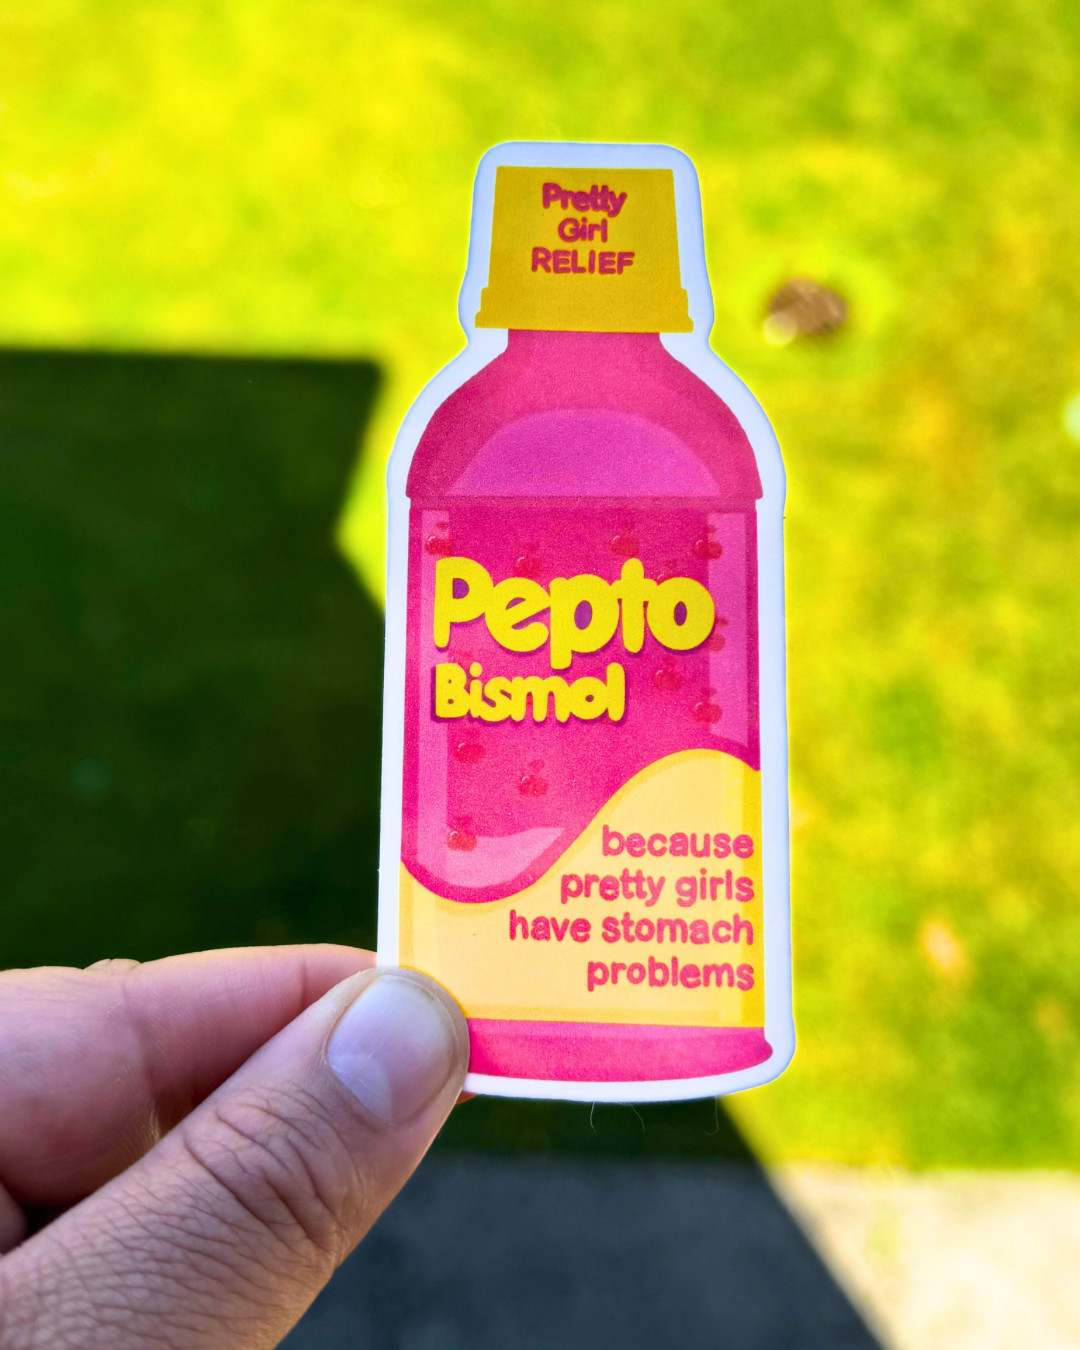 Pretty
Girl
RELIEF
Pepto
Bismol
because
pretty girls
have stomach
problems